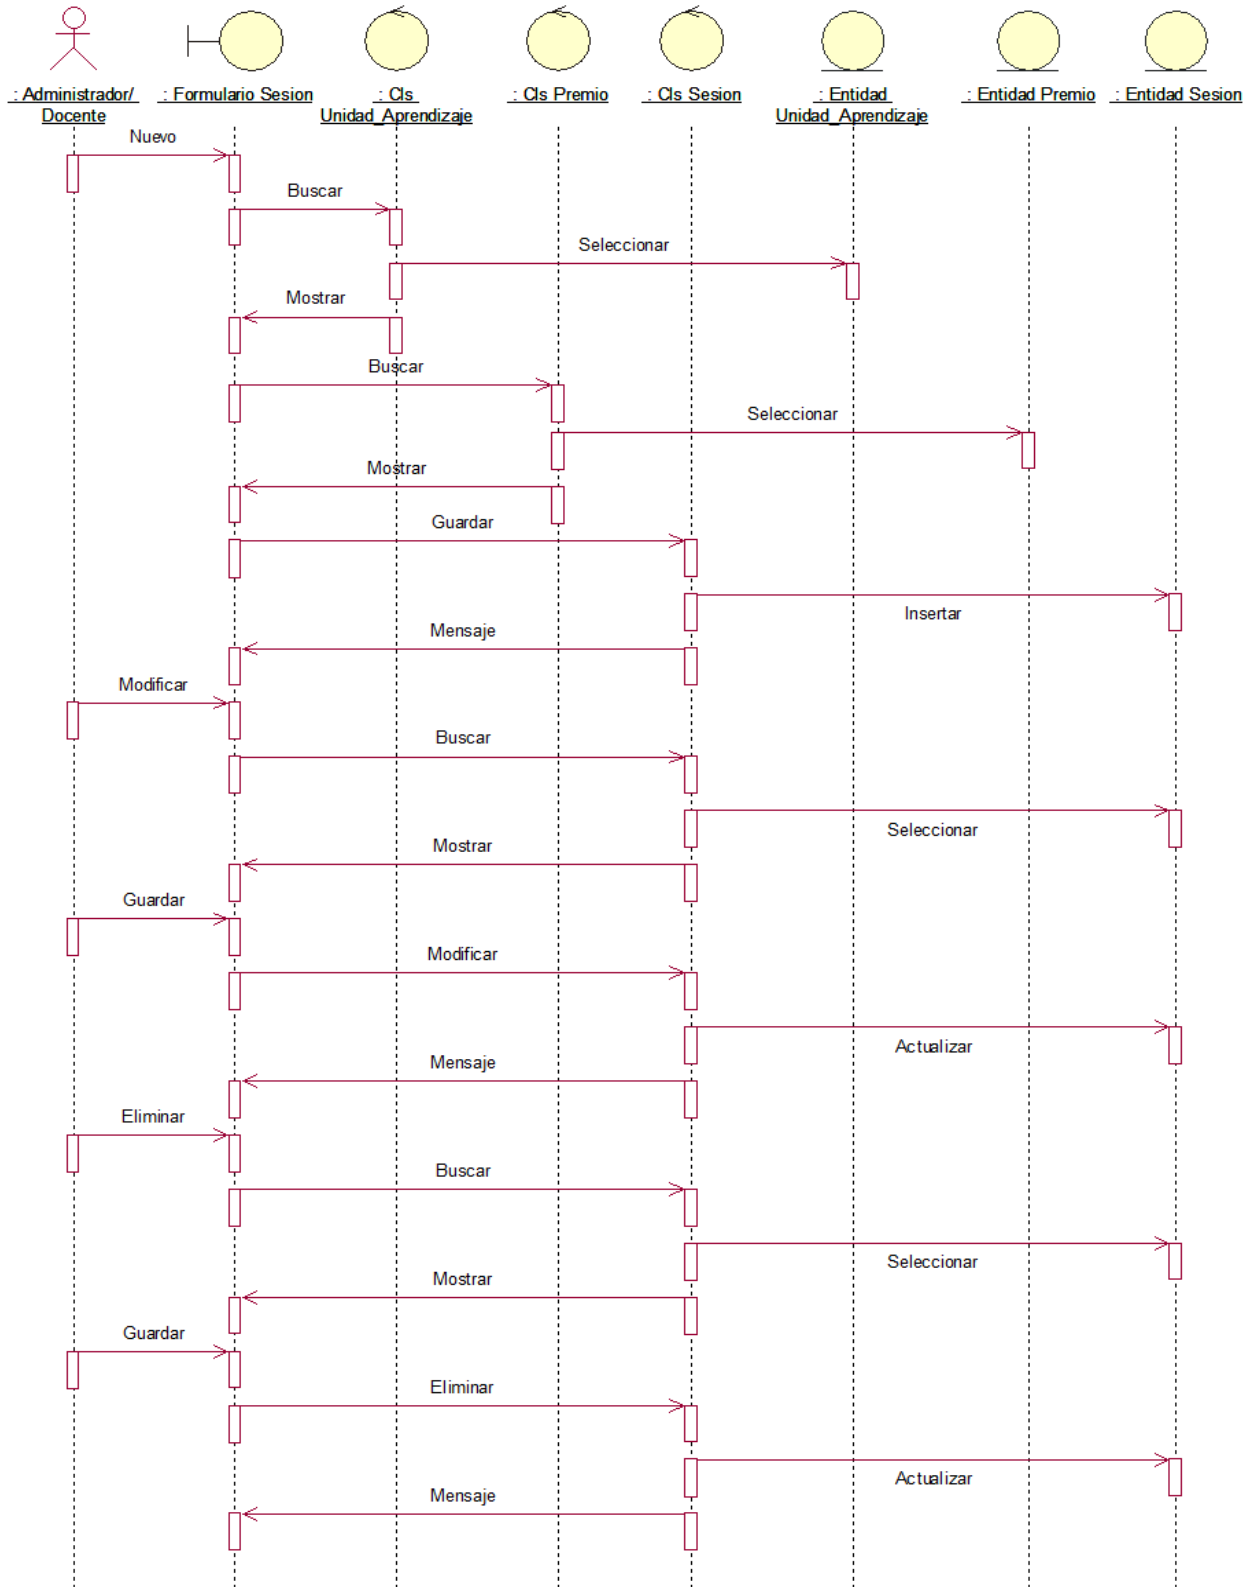 : Administrador/
Docente
: Formulario Sesion
: Cls
Unidad_Aprendizaje
: Cls Premio
: Cls Sesion
: Entidad
Unidad_Aprendizaje
: Entidad Premio
: Entidad Sesion
Nuevo
Buscar
Seleccionar
Mostrar
Buscar
Seleccionar
Mostrar
Guardar
Insertar
Mensaje
Modificar
Buscar
Seleccionar
Mostrar
Guardar
Modificar
Actualizar
Mensaje
Eliminar
Buscar
Seleccionar
Mostrar
Guardar
Eliminar
Actualizar
Mensaje